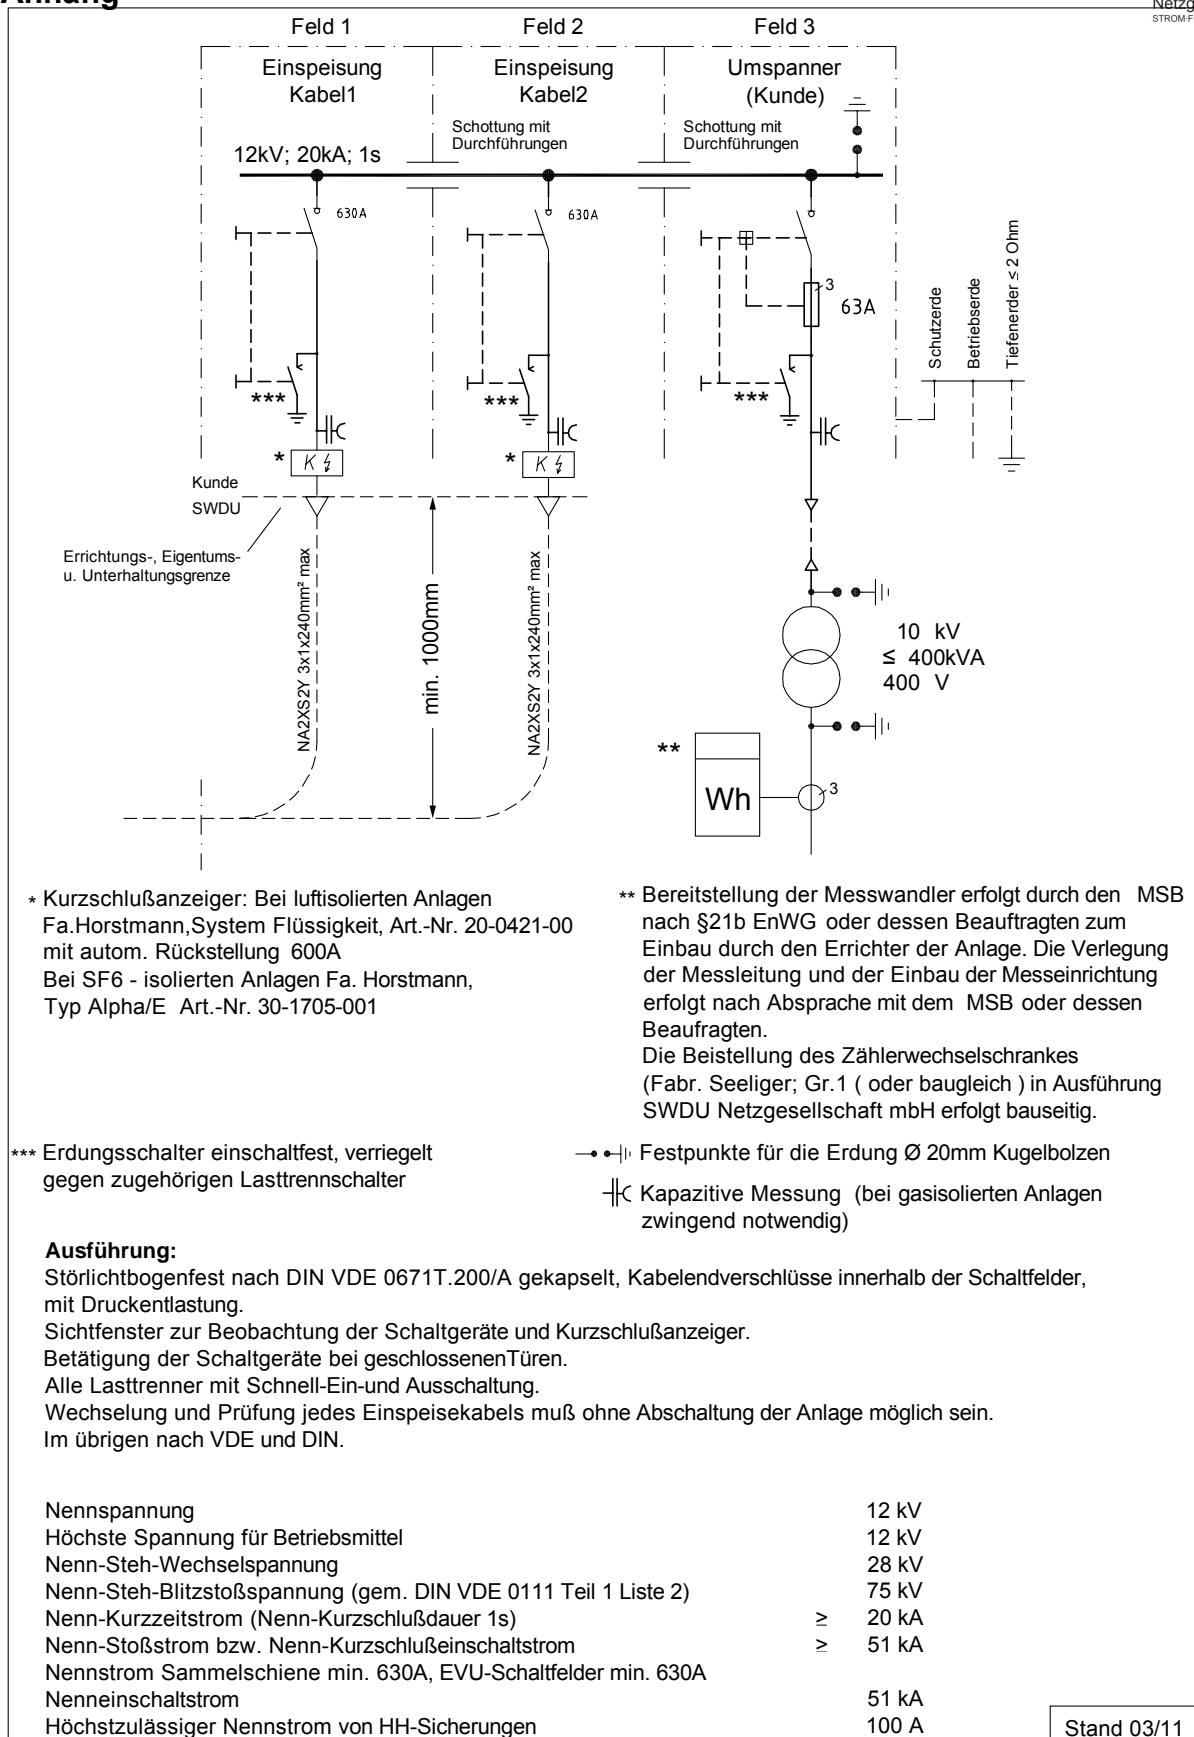 Anhang
Netzg
STROM·F
Feld 1
Feld 2
Feld 3
Einspeisung
Kabel1
Einspeisung
Kabel2
Umspanner
(Kunde)
Schottung mit
Durchführungen
Schottung mit
Durchführungen
12kV; 20kA; 1s
630A
630A
3
63A
Schutzerde
Betriebserde
Tiefenerder ≤ 2 Ohm
***
***
***
* K
* K
Kunde
SWDU
Errichtungs-, Eigentums-
u. Unterhaltungsgrenze
NA2XS2Y 3x1x240mm² max
min. 1000mm
NA2XS2Y 3x1x240mm² max
10 kV
≤ 400kVA
400 V
**
Wh
3
* Kurzschlußanzeiger: Bei luftisolierten Anlagen
Fa.Horstmann,System Flüssigkeit, Art.-Nr. 20-0421-00
mit autom. Rückstellung 600A
Bei SF6 - isolierten Anlagen Fa. Horstmann,
Typ Alpha/E Art.-Nr. 30-1705-001
** Bereitstellung der Messwandler erfolgt durch den MSB
nach §21b EnWG oder dessen Beauftragten zum
Einbau durch den Errichter der Anlage. Die Verlegung
der Messleitung und der Einbau der Messeinrichtung
erfolgt nach Absprache mit dem MSB oder dessen
Beaufragten.
Die Beistellung des Zählerwechselschrankes
(Fabr. Seeliger; Gr.1 ( oder baugleich ) in Ausführung
SWDU Netzgesellschaft mbH erfolgt bauseitig.
*** Erdungsschalter einschaltfest, verriegelt
gegen zugehörigen Lasttrennschalter
Festpunkte für die Erdung Ø 20mm Kugelbolzen
Kapazitive Messung (bei gasisolierten Anlagen
zwingend notwendig)
Ausführung:
Störlichtbogenfest nach DIN VDE 0671T.200/A gekapselt, Kabelendverschlüsse innerhalb der Schaltfelder,
mit Druckentlastung.
Sichtfenster zur Beobachtung der Schaltgeräte und Kurzschlußanzeiger.
Betätigung der Schaltgeräte bei geschlossenenTüren.
Alle Lasttrenner mit Schnell-Ein-und Ausschaltung.
Wechselung und Prüfung jedes Einspeisekabels muß ohne Abschaltung der Anlage möglich sein.
Im übrigen nach VDE und DIN.
Nennspannung 12 kV
Höchste Spannung für Betriebsmittel 12 kV
Nenn-Steh-Wechselspannung 28 kV
Nenn-Steh-Blitzstoßspannung (gem. DIN VDE 0111 Teil 1 Liste 2) 75 kV
Nenn-Kurzzeitstrom (Nenn-Kurzschlußdauer 1s) ≥ 20 kA
Nenn-Stoßstrom bzw. Nenn-Kurzschlußeinschaltstrom ≥ 51 kA
Nennstrom Sammelschiene min. 630A, EVU-Schaltfelder min. 630A
Nenneinschaltstrom 51 kA
Höchstzulässiger Nennstrom von HH-Sicherungen 100 A
Stand 03/11